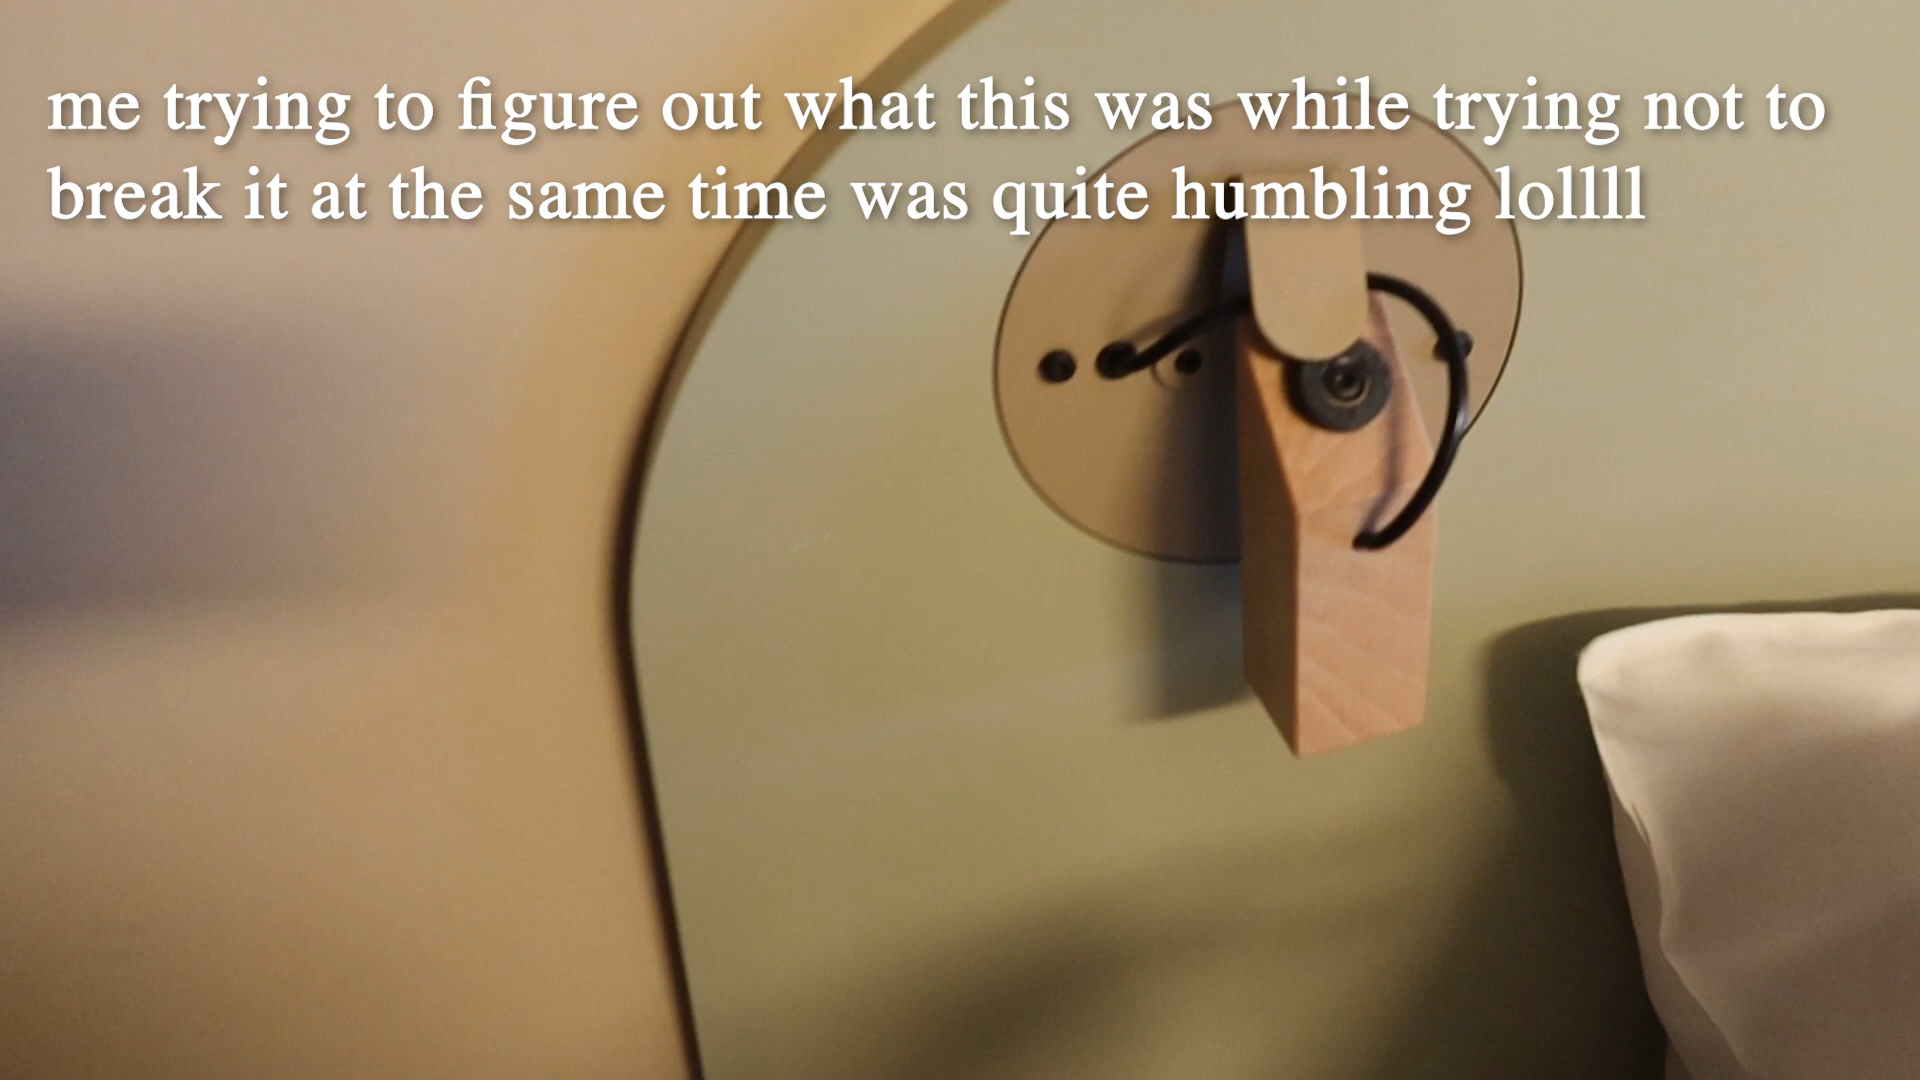 me trying to figure out what this was while trying not to
break it at the same time was quite humbling lollll